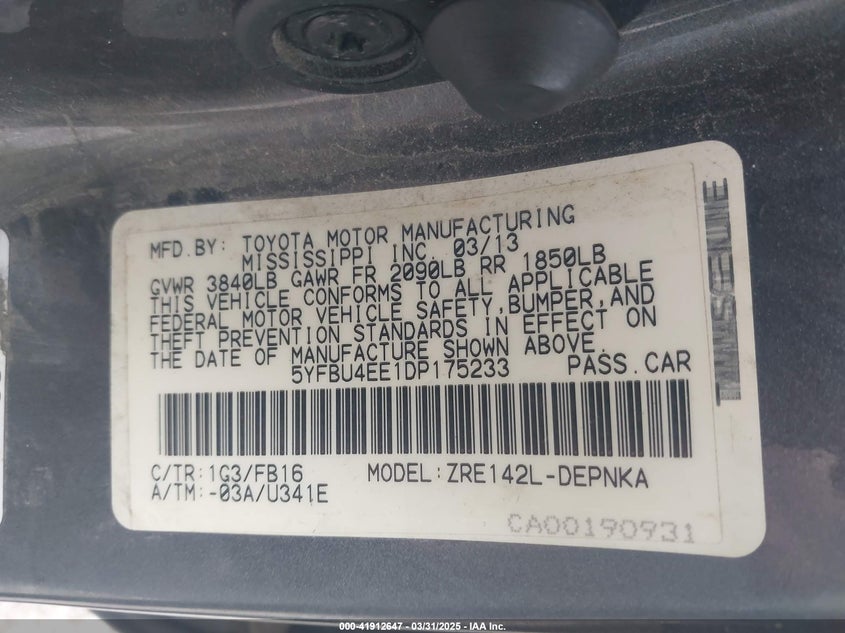 MFD.BY: TOYOTA MOTOR MANUFACTURING
MISSISSIPPI INC. 03/13
GVWR 3840LB GAWR FR 2090LB RR 1850LB
THIS VEHICLE CONFORMS TO ALL APPLICABLE
FEDERAL MOTOR VEHICLE SAFETY, BUMPER, AND
THEFT PREVENTION STANDARDS IN EFFECT ON
THE DATE OF MANUFACTURE SHOWN ABOVE.
5YFBU4EE1DP175233 PASS.CAR
C/TR:1G3/FB16 MODEL:ZRE142L-DEPNKA
A/TM:-03A/U341E
CA00190931
000-41912647 - 03/31/2025 - IAA Inc.